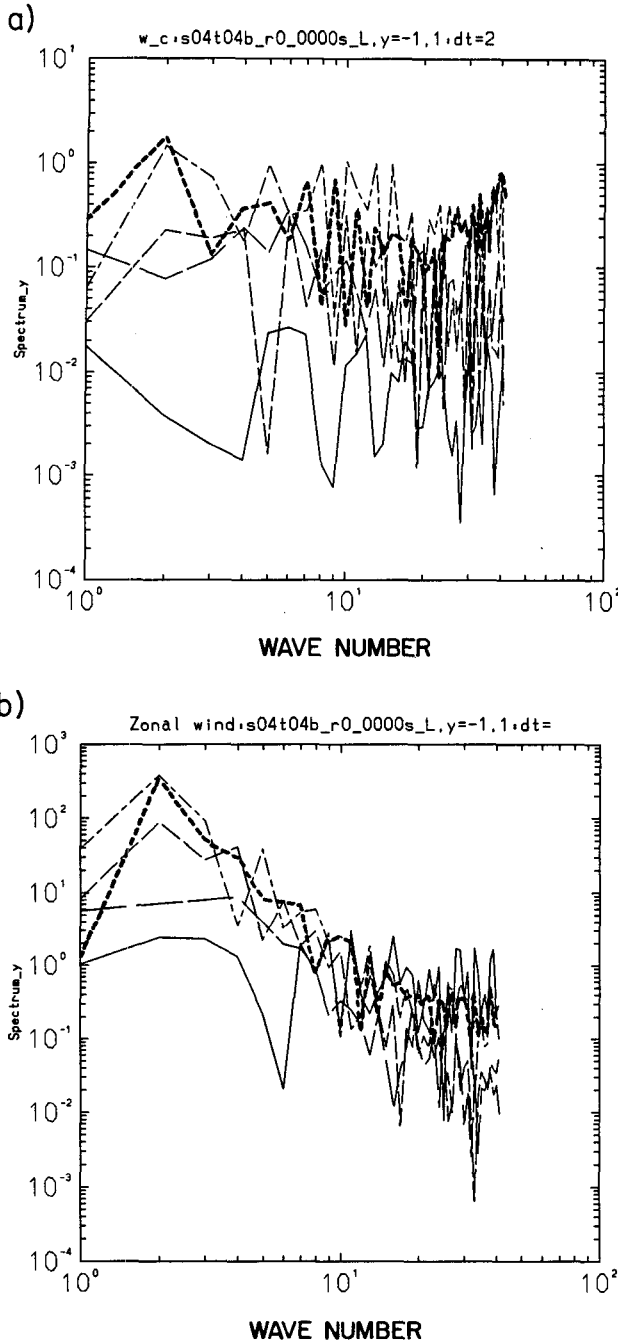 a)
w_c:s04t04b_r0_0000s_L,y=-1,1:dt=2
Spectrum_y
10¹
10⁰
10⁻¹
10⁻²
10⁻³
10⁻⁴
10⁰
10¹
10²
WAVE NUMBER
b)
Zonal wind:s04t04b_r0_0000s_L,y=-1,1:dt=
Spectrum_y
10³
10²
10¹
10⁰
10⁻¹
10⁻²
10⁻³
10⁻⁴
10⁰
10¹
10²
WAVE NUMBER